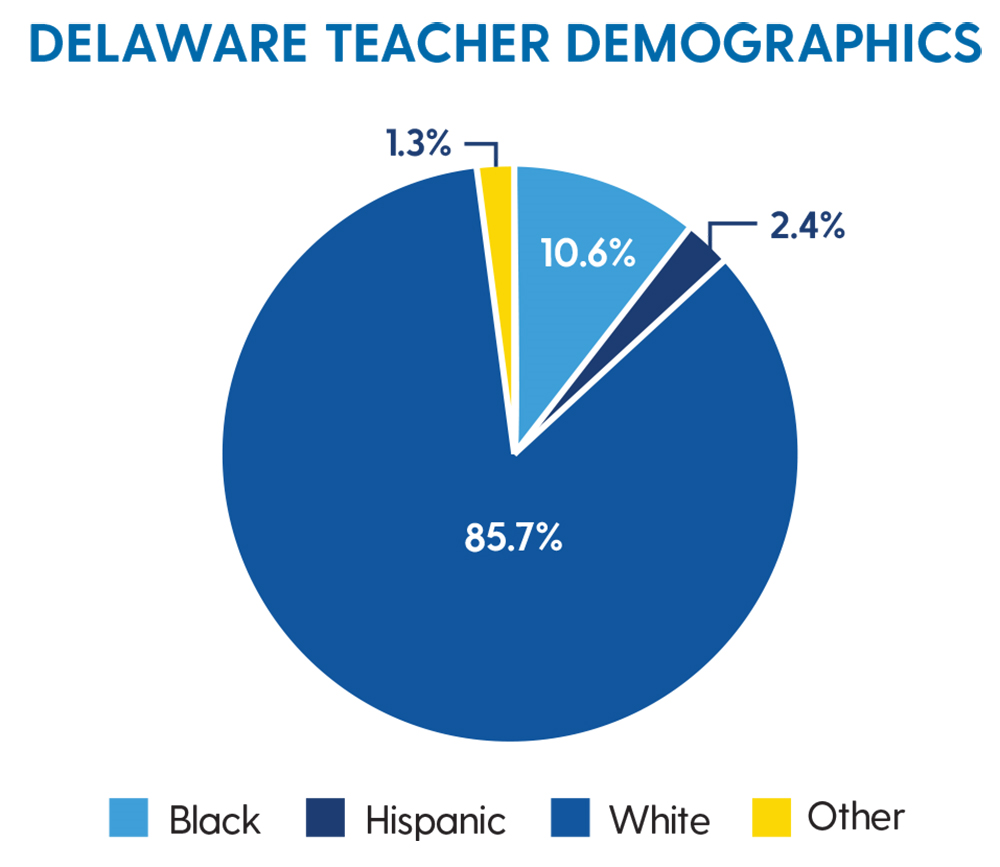 DELAWARE TEACHER DEMOGRAPHICS
1.3%
2.4%
10.6%
85.7%
Black Hispanic White Other